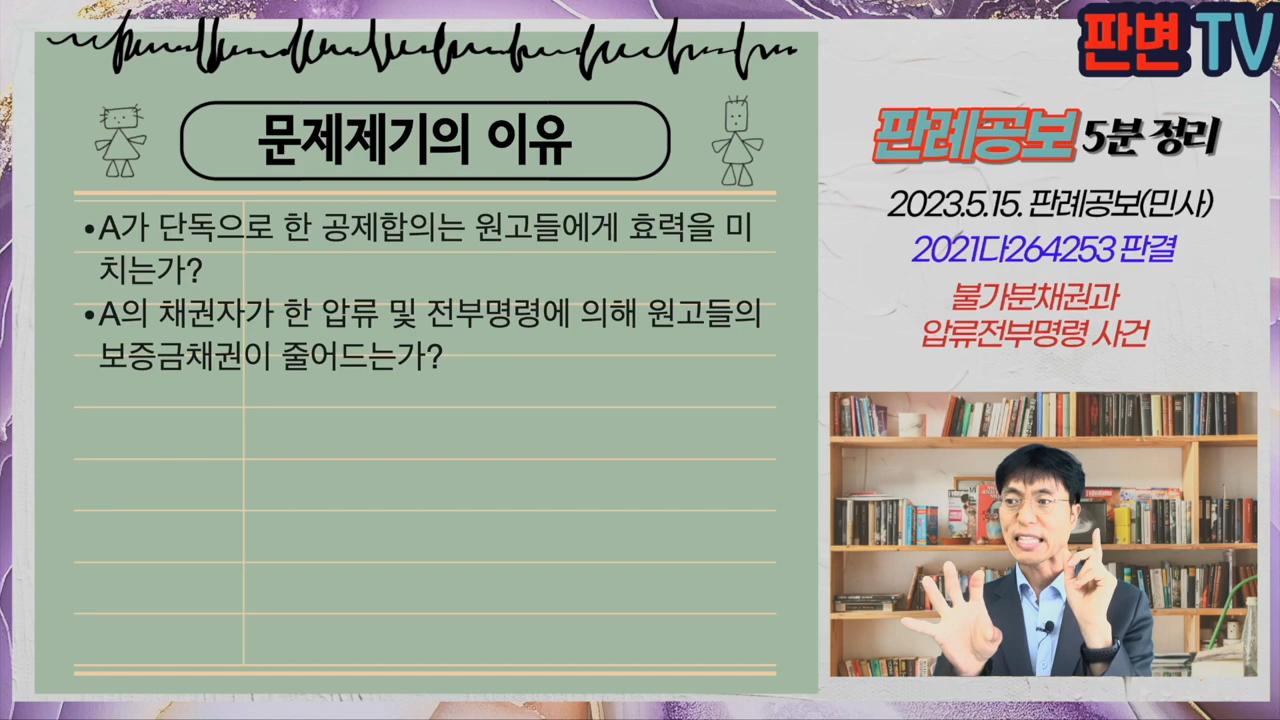 판변 TV
문제제기의 이유
•A가 단독으로 한 공제합의는 원고들에게 효력을 미
치는가?
•A의 채권자가 한 압류 및 전부명령에 의해 원고들의
보증금채권이 줄어드는가?
판례공보 5분 정리
2023.5.15. 판례공보(민사)
2021다264253 판결
불가분채권과
압류전부명령 사건